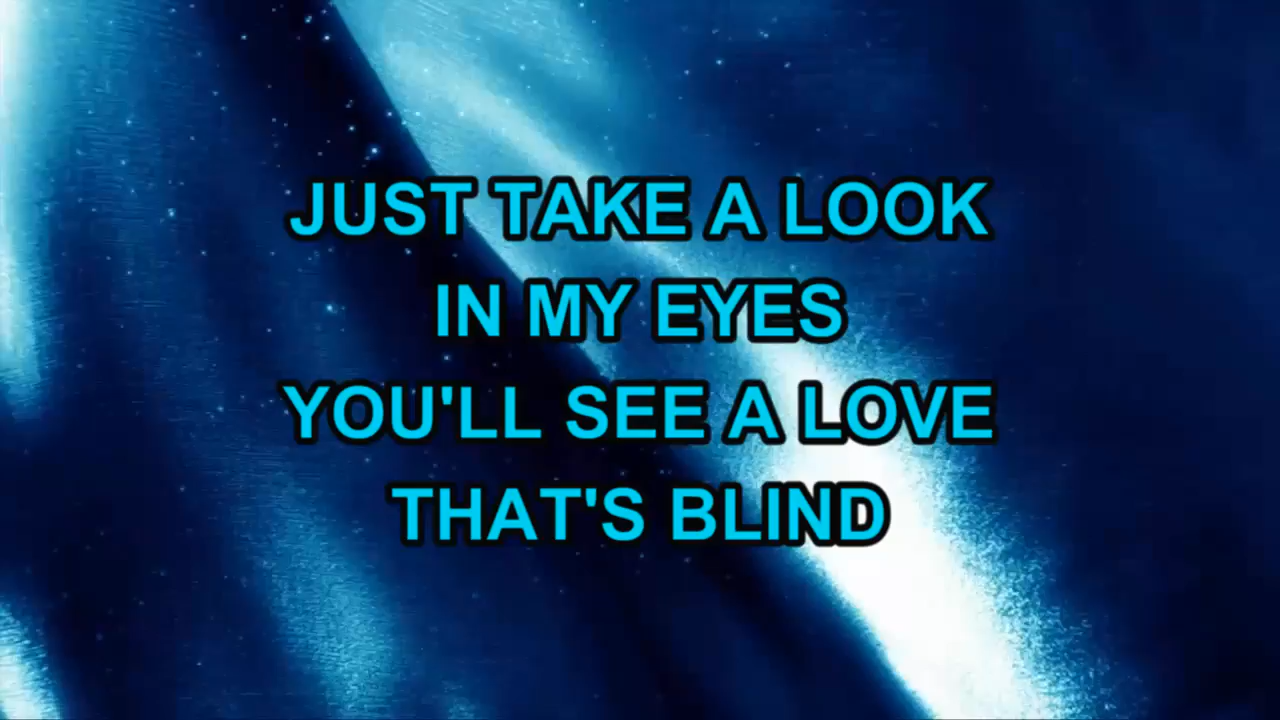 JUST TAKE A LOOK
IN MY EYES
YOU'LL SEE A LOVE
THAT'S BLIND